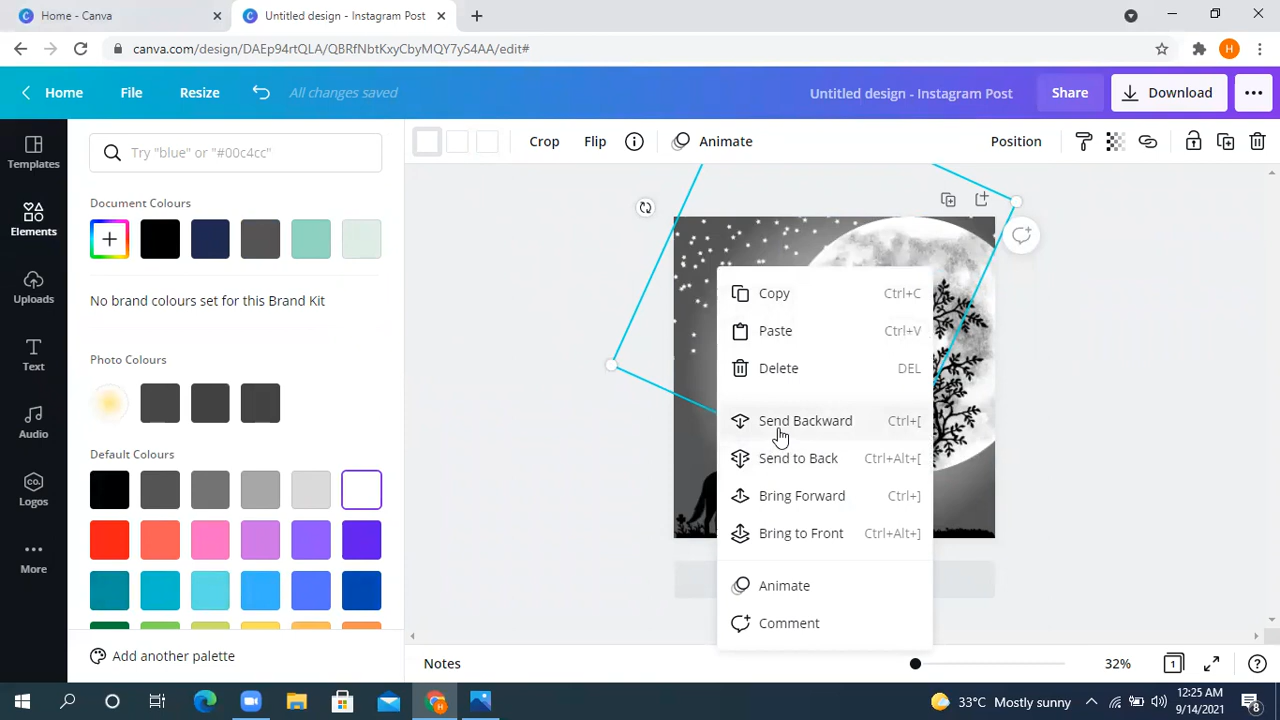 Home - Canva
Untitled design - Instagram Post
canva.com/design/DAEp94rtQLA/QBRfNbtKxyCbyMQY7yS4AA/edit#
H
Home
File
Resize
All changes saved
Untitled design - Instagram Post
Share
Download
Templates
Elements
Uploads
Text
Audio
Logos
More
Try "blue" or "#00c4cc"
Document Colours
No brand colours set for this Brand Kit
Photo Colours
Default Colours
Add another palette
Crop
Flip
Animate
Position
Copy Ctrl+C
Paste Ctrl+V
Delete DEL
Send Backward Ctrl+[
Send to Back Ctrl+Alt+[
Bring Forward Ctrl+]
Bring to Front Ctrl+Alt+]
Animate
Comment
Notes
32%
1
33°C Mostly sunny
12:25 AM
9/14/2021
8